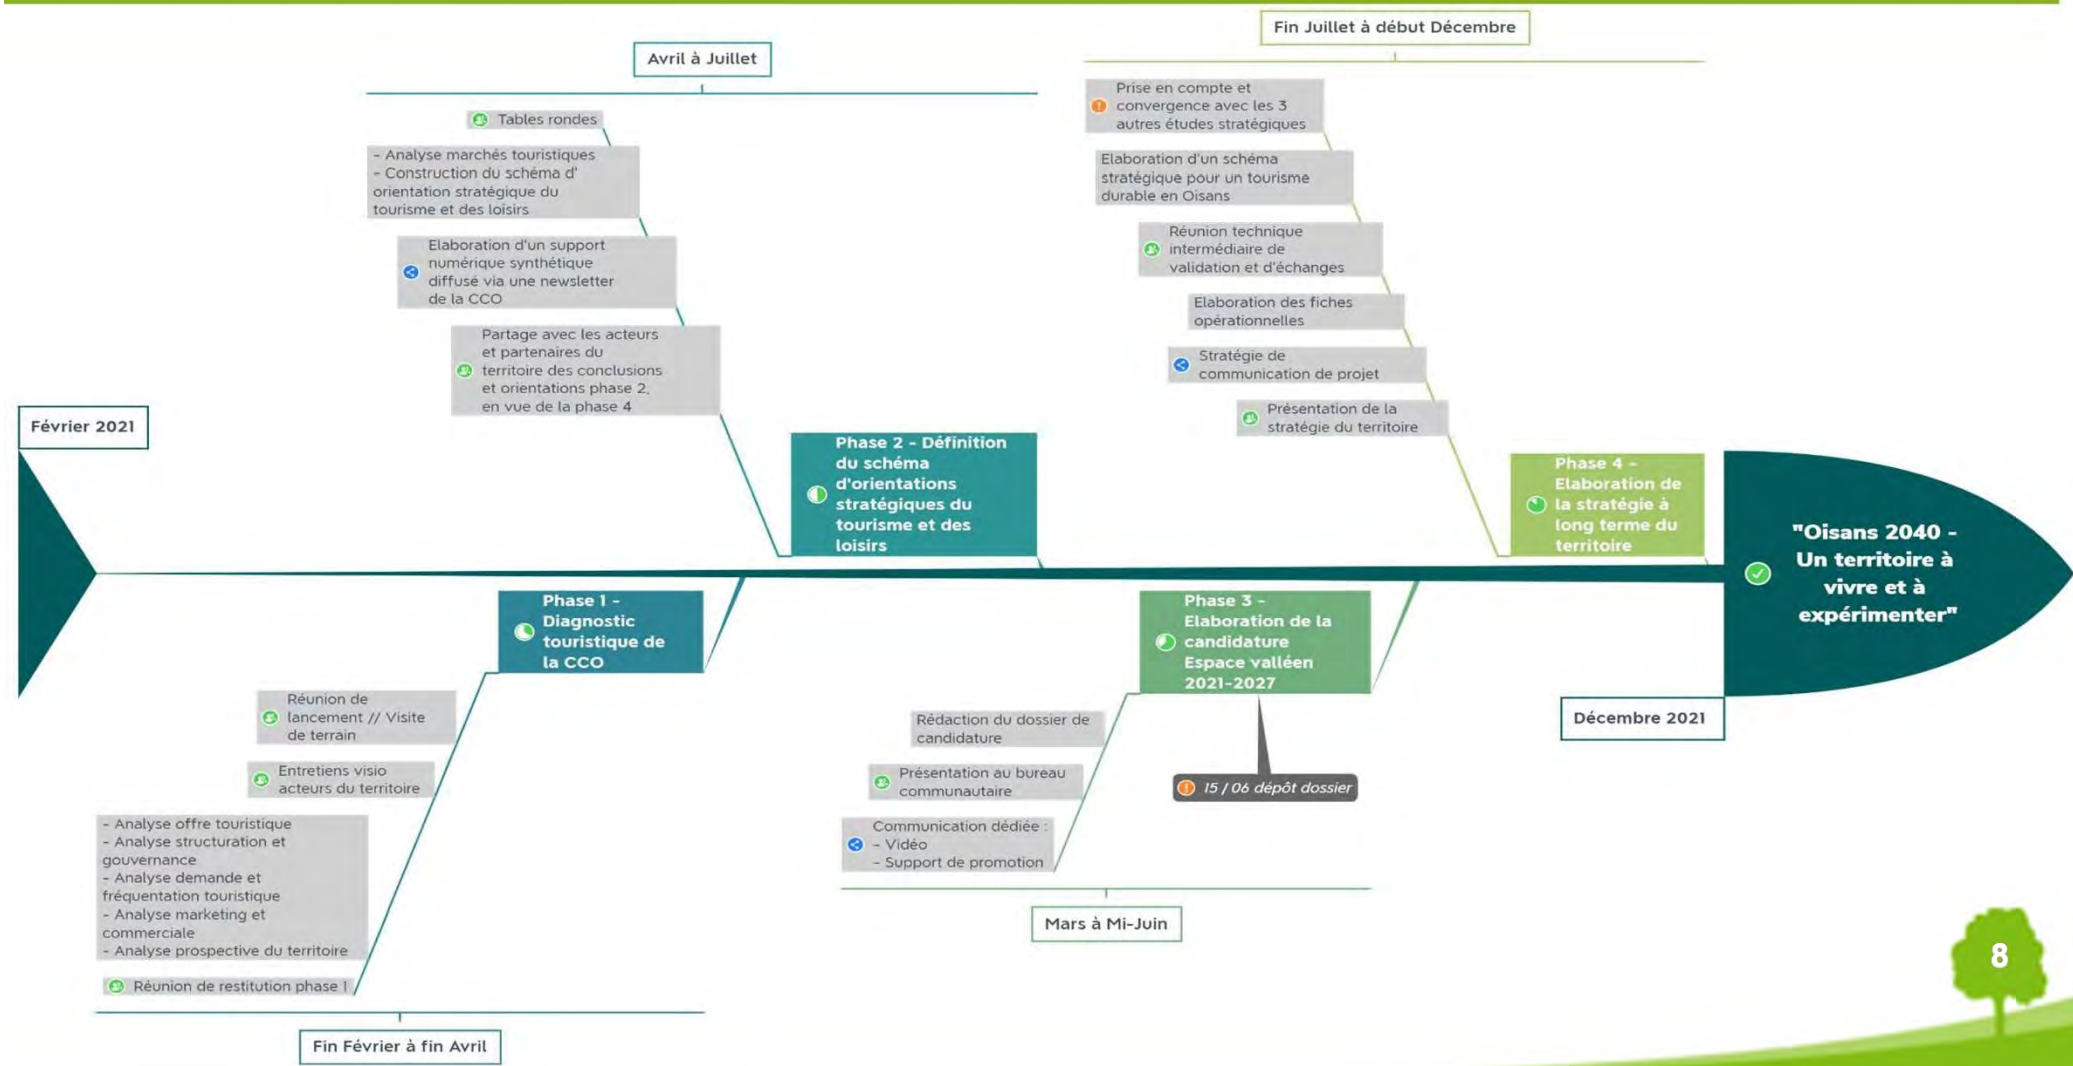 Fin Juillet à début Décembre
Avril à Juillet
Prise en compte et
convergence avec les 3
autres études stratégiques
Tables rondes
- Analyse marchés touristiques
- Construction du schéma d'
orientation stratégique du
tourisme et des loisirs
Elaboration d'un schéma
stratégique pour un tourisme
durable en Oisans
Elaboration d'un support
numérique synthétique
diffusé via une newsletter
de la CCO
Réunion technique
intermédiaire de
validation et d'échanges
Elaboration des fiches
opérationnelles
Partage avec les acteurs
et partenaires du
territoire des conclusions
et orientations phase 2,
en vue de la phase 4
Stratégie de
communication de projet
Présentation de la
stratégie du territoire
Février 2021
Phase 2 - Définition
du schéma
d'orientations
stratégiques du
tourisme et des
loisirs
Phase 4 -
Elaboration de
la stratégie à
long terme du
territoire
"Oisans 2040 -
Un territoire à
vivre et à
expérimenter"
Phase 1 -
Diagnostic
touristique de
la CCO
Phase 3 -
Elaboration de la
candidature
Espace valléen
2021-2027
Décembre 2021
Réunion de
lancement // Visite
de terrain
Entretiens visio
acteurs du territoire
- Analyse offre touristique
- Analyse structuration et
gouvernance
- Analyse demande et
fréquentation touristique
- Analyse marketing et
commerciale
- Analyse prospective du territoire
Réunion de restitution phase 1
Fin Février à fin Avril
Rédaction du dossier de
candidature
Présentation au bureau
communautaire
Communication dédiée :
- Vidéo
- Support de promotion
15 / 06 dépôt dossier
Mars à Mi-Juin
8